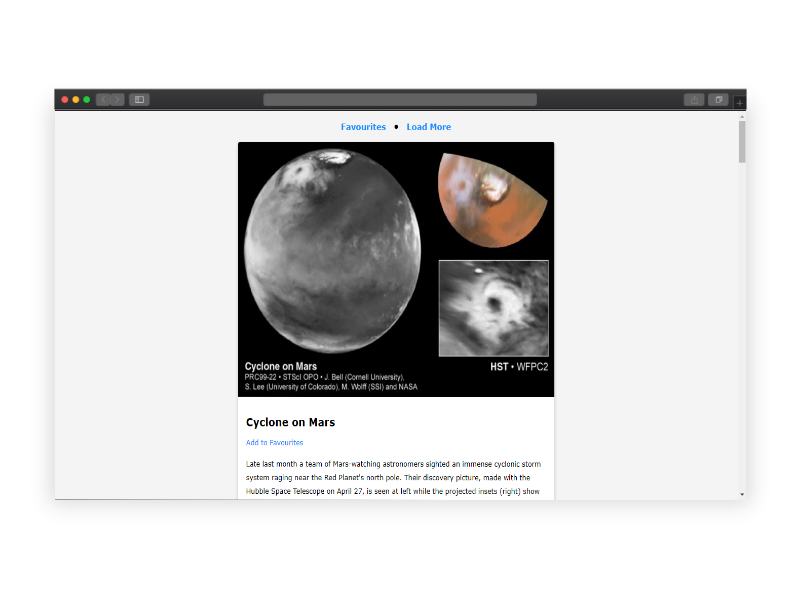 Favourites • Load More
Cyclone on Mars
HST • WFPC2
PRC99-22 • STScI OPO • J. Bell (Cornell University),
S. Lee (University of Colorado), M. Wolff (SSI) and NASA
Cyclone on Mars
Add to Favourites
Late last month a team of Mars-watching astronomers sighted an immense cyclonic storm
system raging near the Red Planet's north pole. Their discovery picture, made with the
Hubble Space Telescope on April 27, is seen at left while the projected insets (right) show